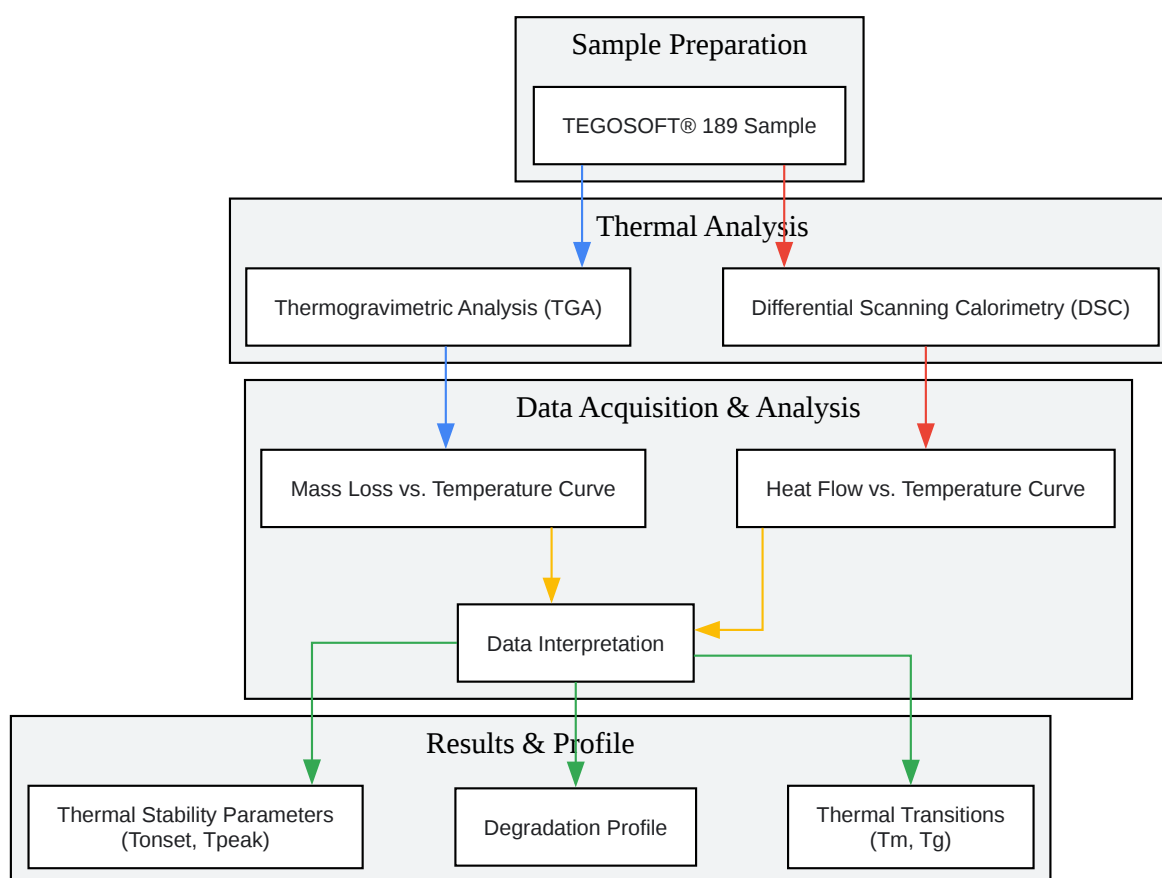 Sample Preparation
TEGOSOFT® 189 Sample
Thermal Analysis
Thermogravimetric Analysis (TGA)
Differential Scanning Calorimetry (DSC)
Data Acquisition & Analysis
Mass Loss vs. Temperature Curve
Heat Flow vs. Temperature Curve
Data Interpretation
Results & Profile
Thermal Stability Parameters
(Tonset, Tpeak)
Degradation Profile
Thermal Transitions
(Tm, Tg)